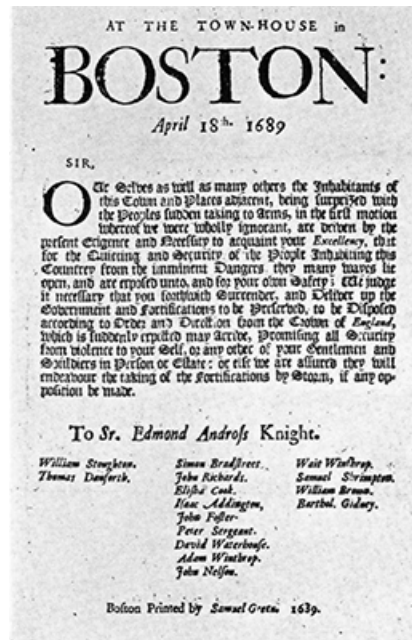 AT THE TOWN-HOUSE in
BOSTON:
April 18th. 1689
SIR,
OUr Selves as well as many others the Inhabitants of
this Town and Places adjacent, being surprized with
the Peoples sudden taking to Arms, in the first motion
whereof we were wholly ignorant, are driven by the
present Exigence and Necessity to acquaint your Excellency, that
for the Quieting and Security of the People Inhabiting this
Countrey from the imminent Dangers they many wayes lie
open, and are exposed unto, and for your own Safety; We judge
it necessary that you forthwith Surrender, and Deliver up the
Government and Fortifications to be Preserved, to be Disposed
according to Order and Direction from the Crown of England,
which is suddenly expected may Arrive, Promising all Security
from violence to your Self, or any other of your Gentlemen and
Souldiers in Person or Estate: or else we are assured they will
endeavour the taking of the Fortifications by Storm, if any op-
position be made.
To Sr. Edmond Andross Knight.
William Stoughton.
Thomas Danforth.
Simon Bradstreet.
John Richards.
Elisha Cook.
Isaac Addington,
John Foster
Peter Sergeant.
David Waterhouse.
Adam Winthrop.
John Nelson.
Wait Winthrop.
Samuel Shrimpton.
William Brown.
Barthol. Gidney.
Boston Printed by Samuel Green. 1689.